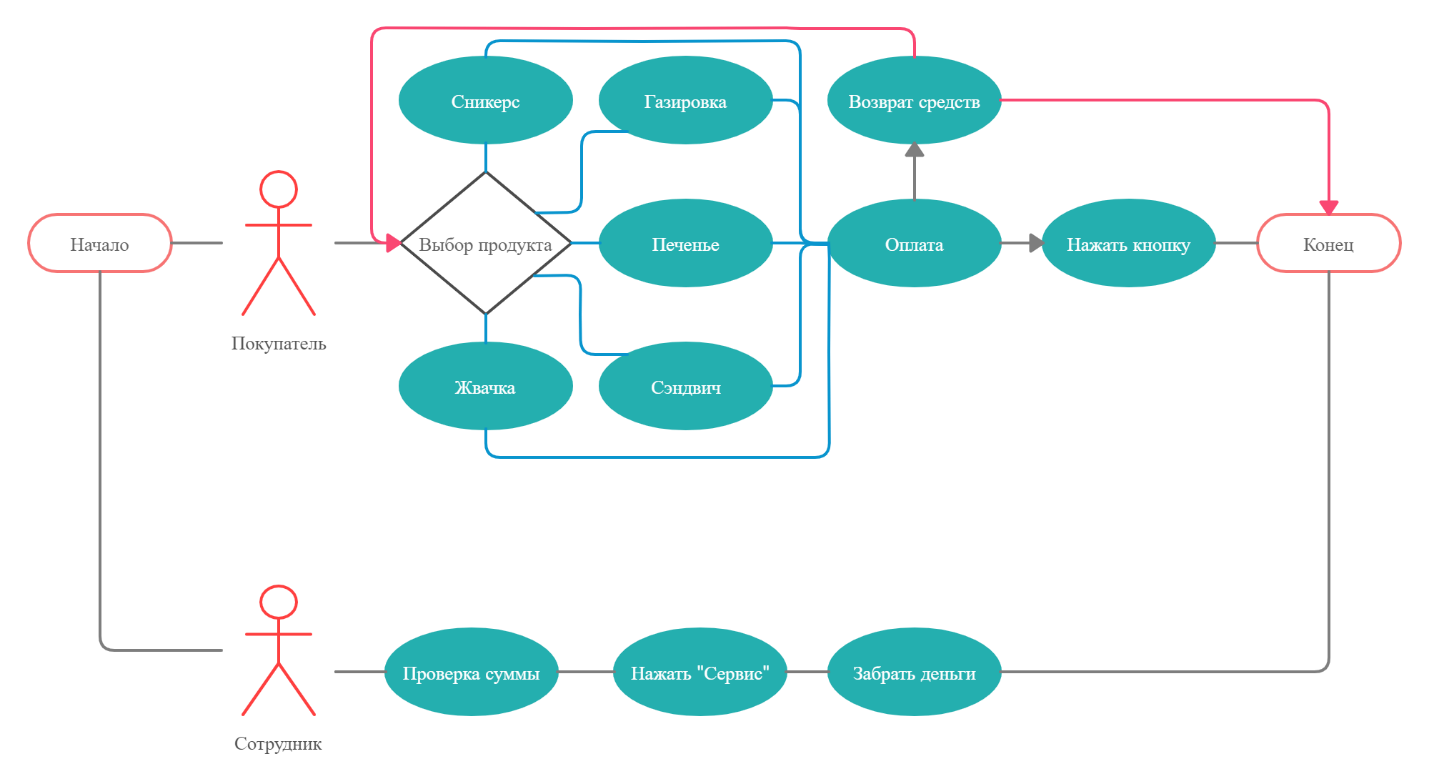 Сникерс
Газировка
Возврат средств
Начало
Выбор продукта
Печенье
Оплата
Нажать кнопку
Конец
Покупатель
Жвачка
Сэндвич
Проверка суммы
Нажать "Сервис"
Забрать деньги
Сотрудник